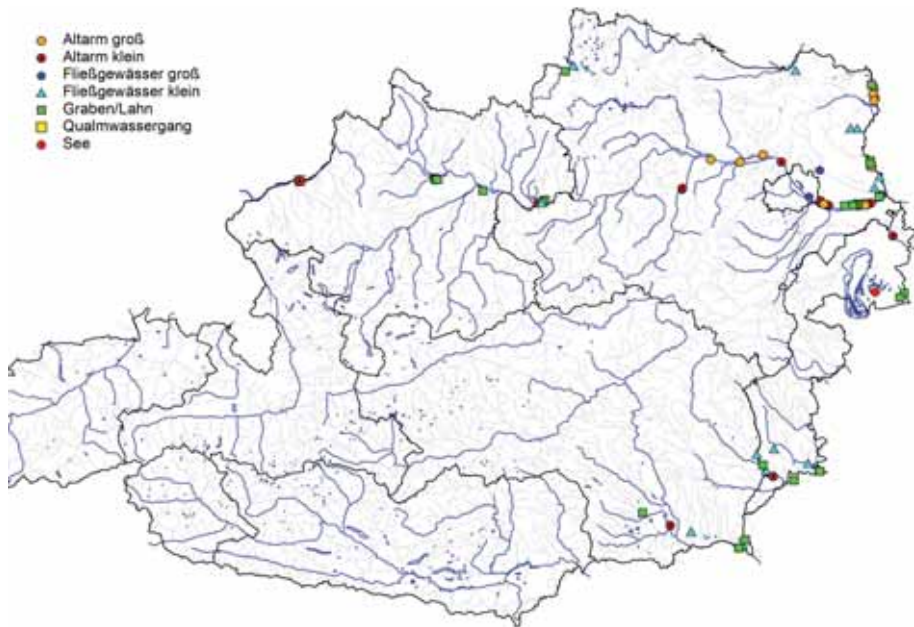 Altarm groß
Altarm klein
Fließgewässer groß
Fließgewässer klein
Graben/Lahn
Qualmwassergang
See